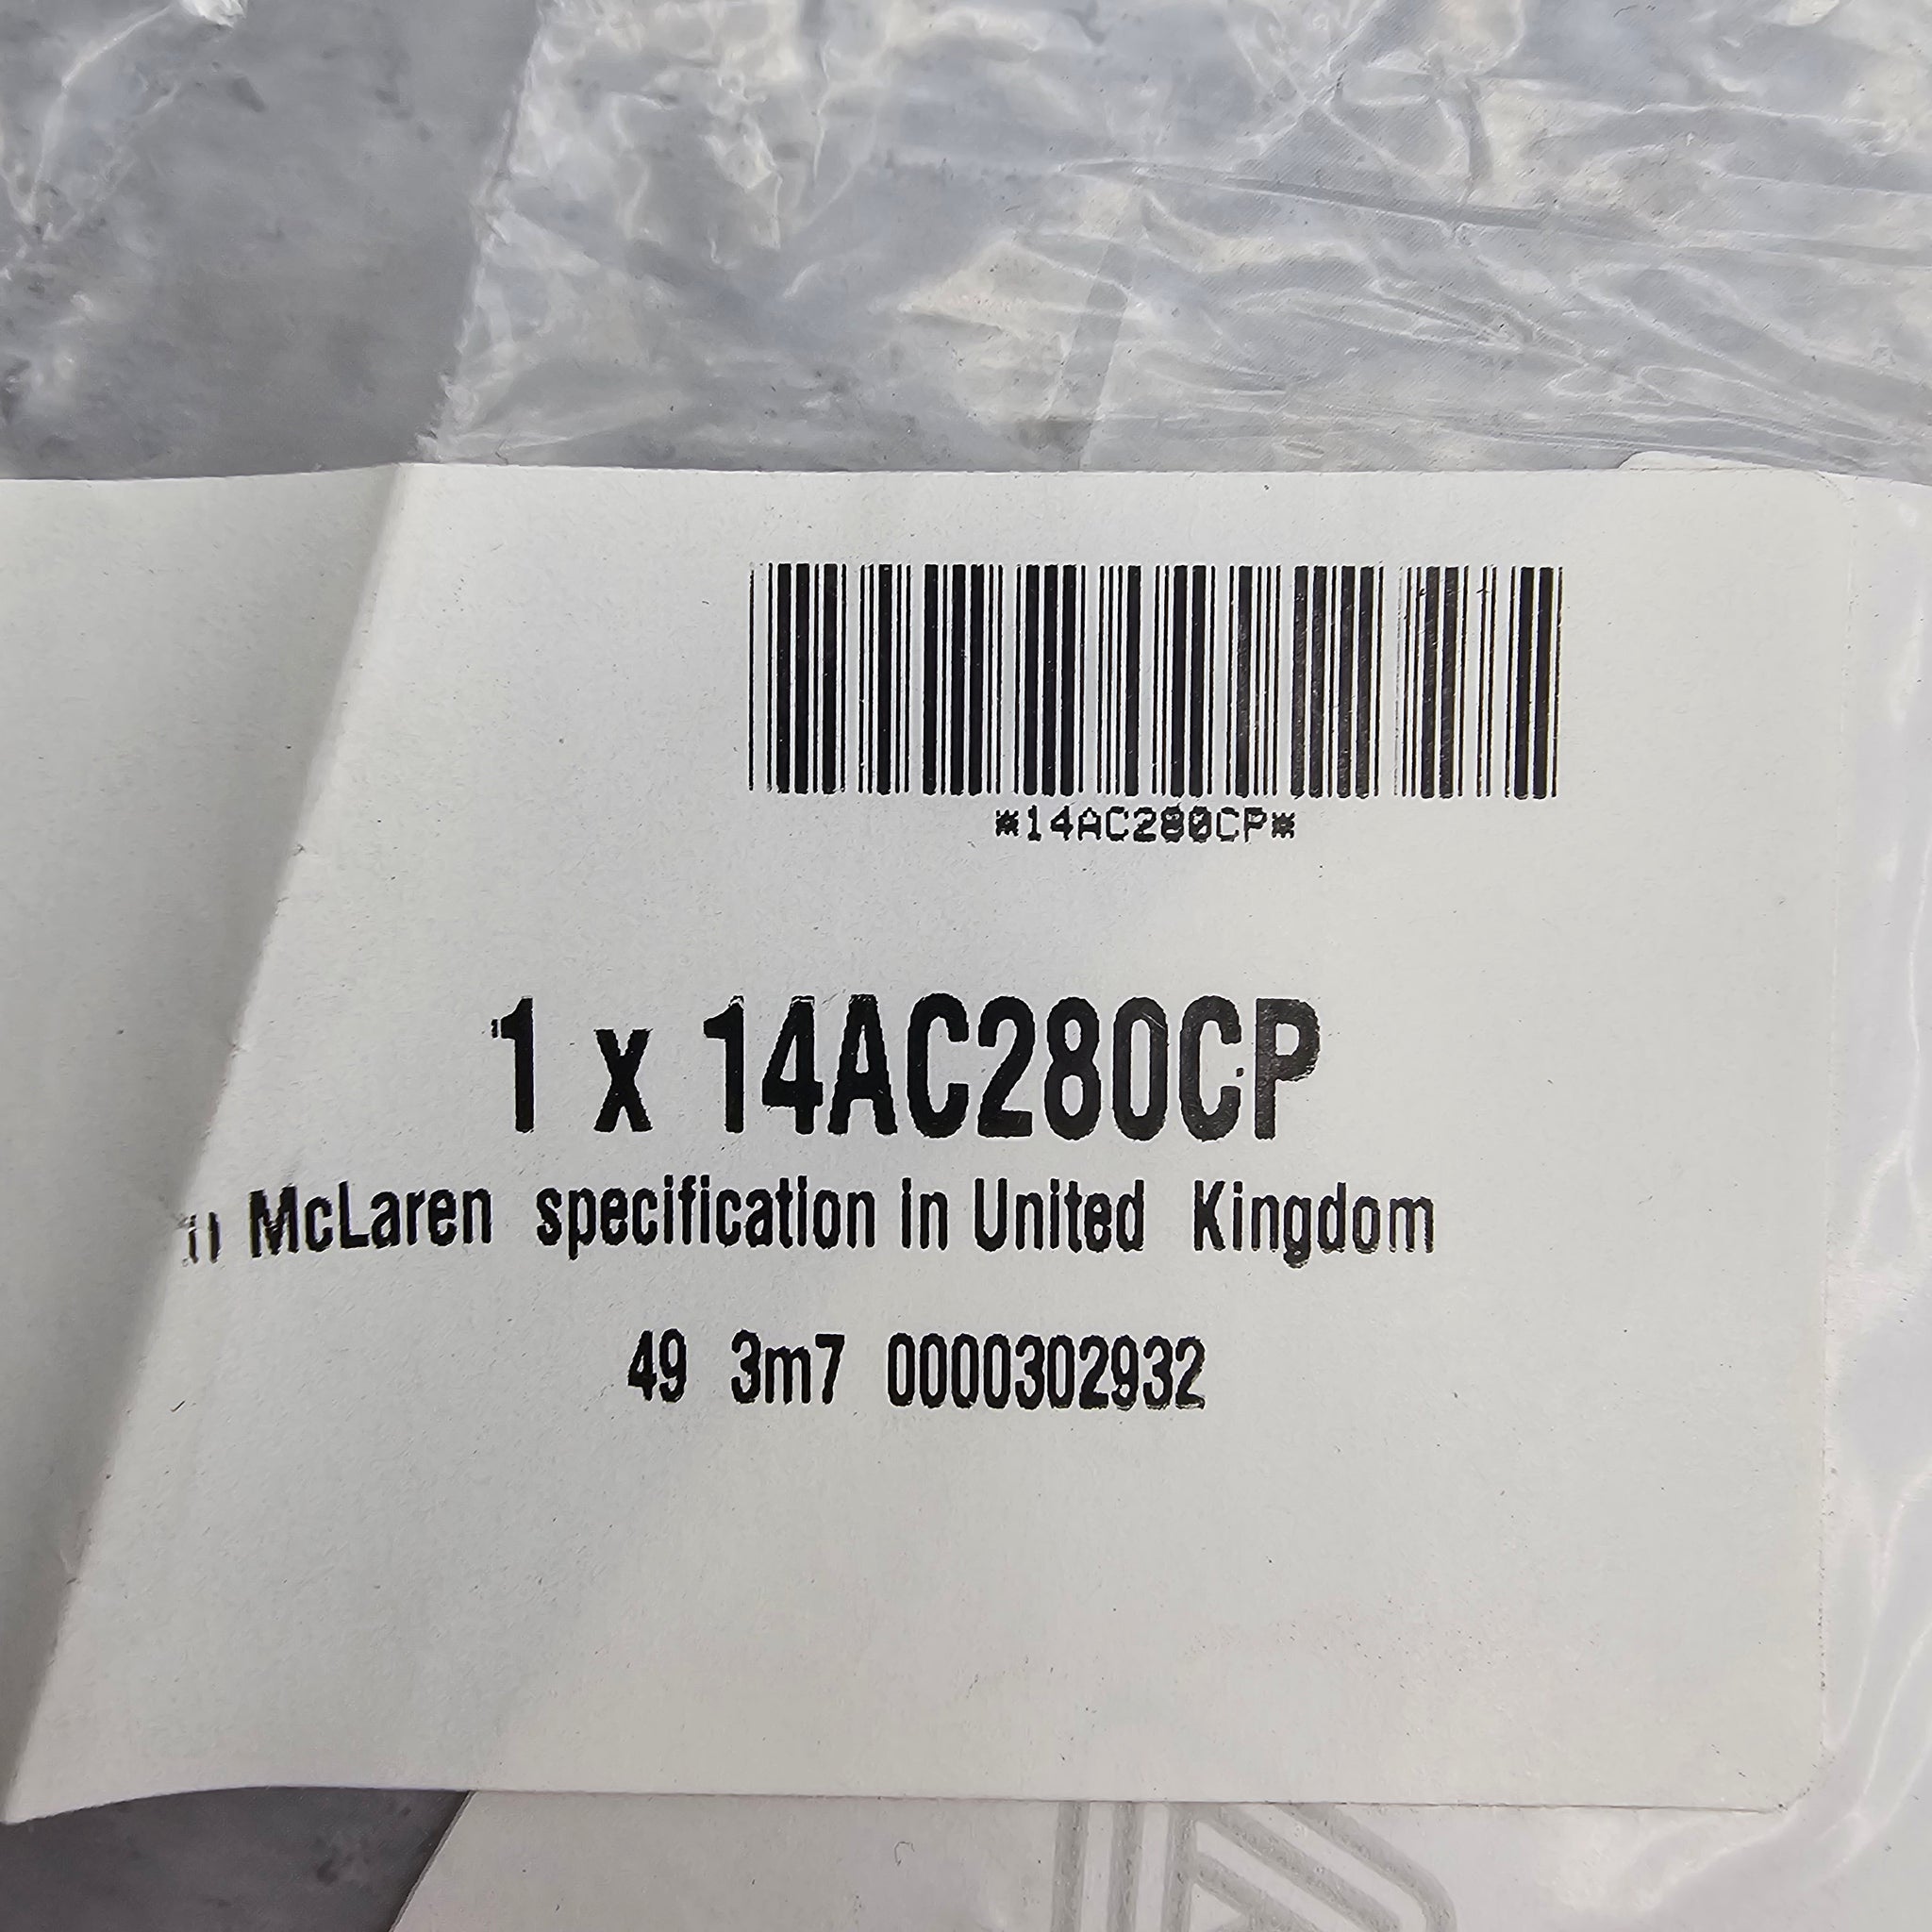 *14AC280CP*
1 x 14AC280CP
McLaren specification in United Kingdom
49 3m7 0000302932